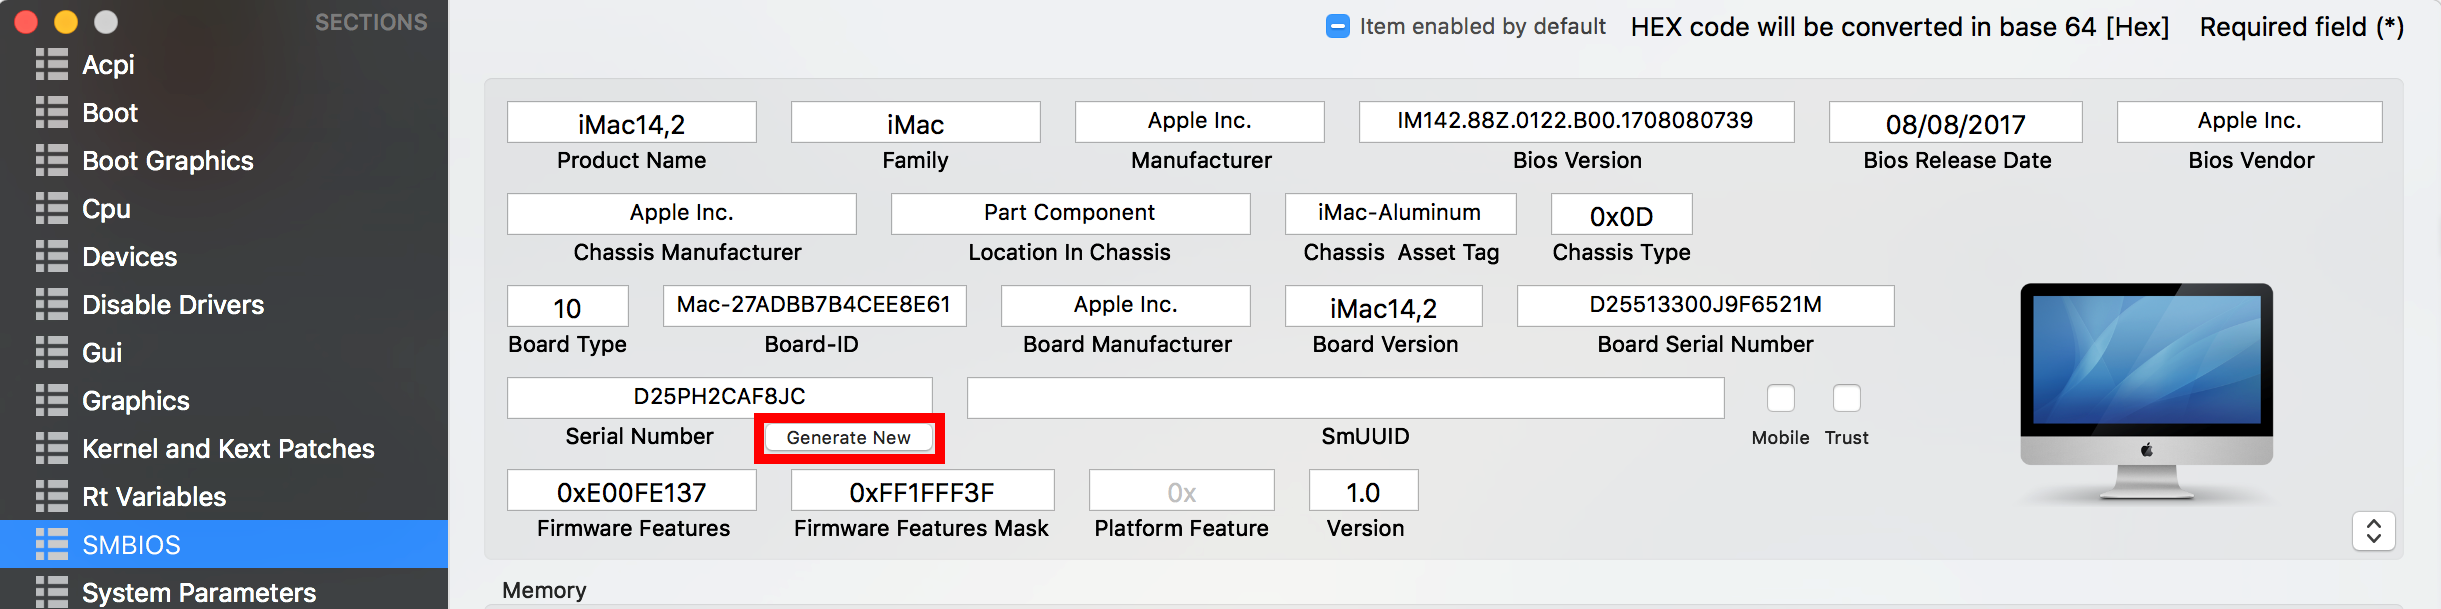 SECTIONS
Acpi
Boot
Boot Graphics
Cpu
Devices
Disable Drivers
Gui
Graphics
Kernel and Kext Patches
Rt Variables
SMBIOS
System Parameters
Item enabled by default HEX code will be converted in base 64 [Hex] Required field (*)
iMac14,2 iMac Apple Inc. IM142.88Z.0122.B00.1708080739 08/08/2017 Apple Inc.
Product Name Family Manufacturer Bios Version Bios Release Date Bios Vendor
Apple Inc. Part Component iMac-Aluminum 0x0D
Chassis Manufacturer Location In Chassis Chassis  Asset Tag Chassis Type
10 Mac-27ADBB7B4CEE8E61 Apple Inc. iMac14,2 D25513300J9F6521M
Board Type Board-ID Board Manufacturer Board Version Board Serial Number
D25PH2CAF8JC
Serial Number Generate New SmUUID Mobile Trust
0xE00FE137 0xFF1FFF3F 0x 1.0
Firmware Features Firmware Features Mask Platform Feature Version
Memory